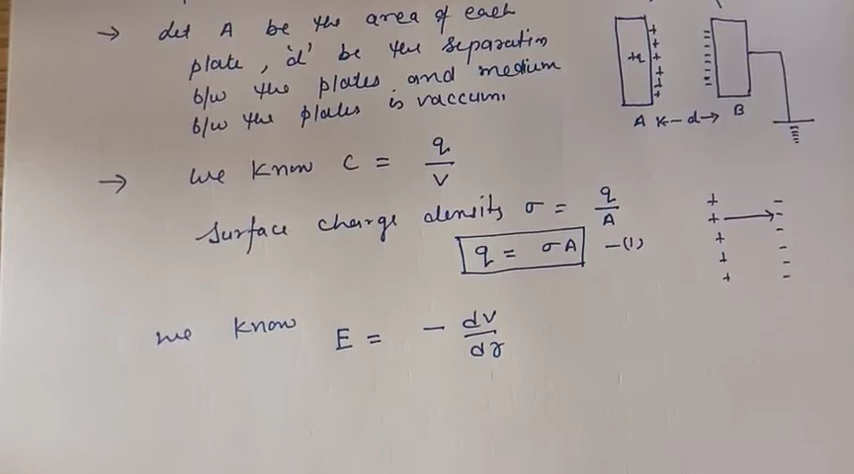 → Let A be the area of each
plate, 'd' be the separation
b/w the plates and medium
b/w the plates is vaccum.
→ We know C = q/V
Surface charge density σ = q/A
q = σA —(1)
we know E = - dv/dr
+q
+ + + + + +
A k- d → B
+ + + + +
- - - - -